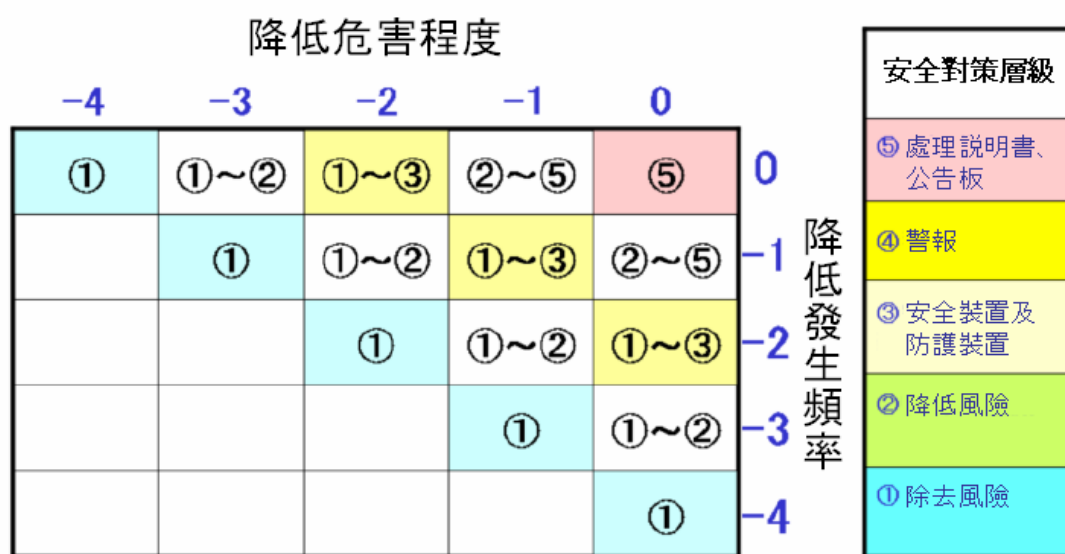 降低危害程度
-4 -3 -2 -1 0
① ①~② ①~③ ②~⑤ ⑤ 0
① ①~② ①~③ ②~⑤ -1
① ①~② ①~③ -2
① ①~② -3
① -4
降低發生頻率
安全對策層級
⑤ 處理説明書、
公告板
④ 警報
③ 安全裝置及
防護裝置
② 降低風險
① 除去風險